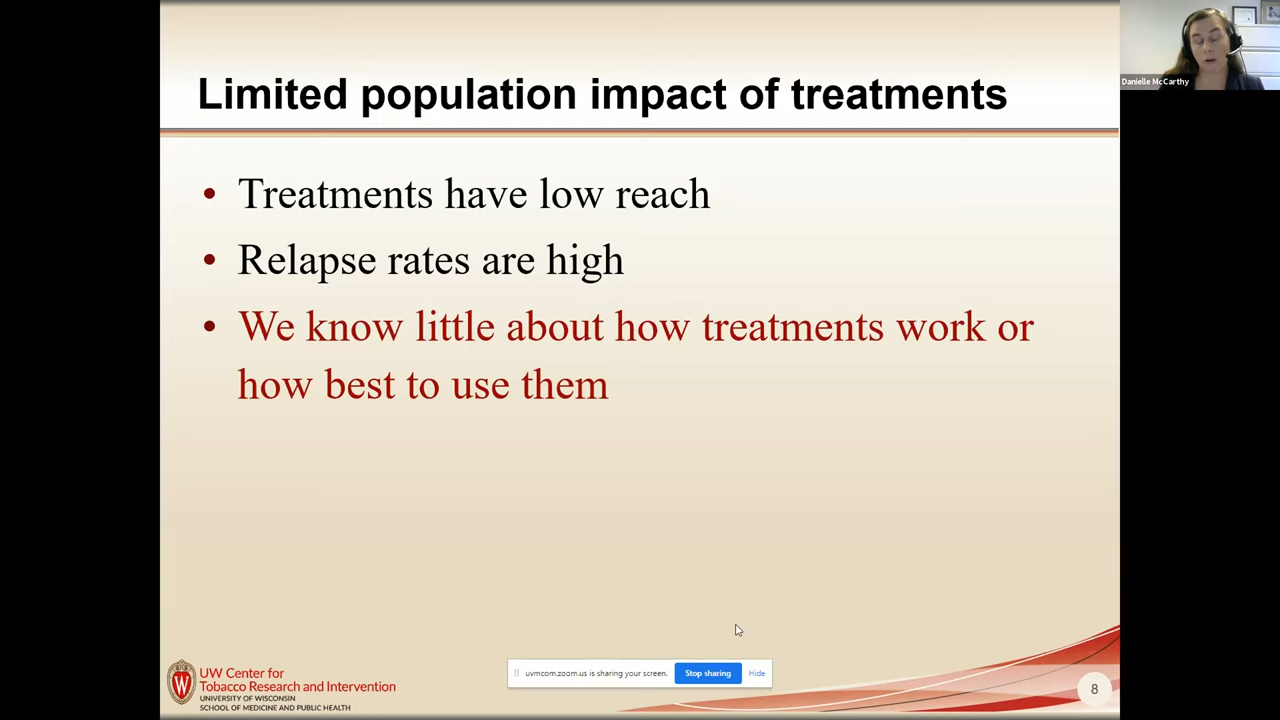 Limited population impact of treatments
Danielle McCarthy
• Treatments have low reach
• Relapse rates are high
• We know little about how treatments work or
how best to use them
W
UW Center for
Tobacco Research and Intervention
UNIVERSITY OF WISCONSIN
SCHOOL OF MEDICINE AND PUBLIC HEALTH
uvmcom.zoom.us is sharing your screen.
Stop sharing
Hide
8